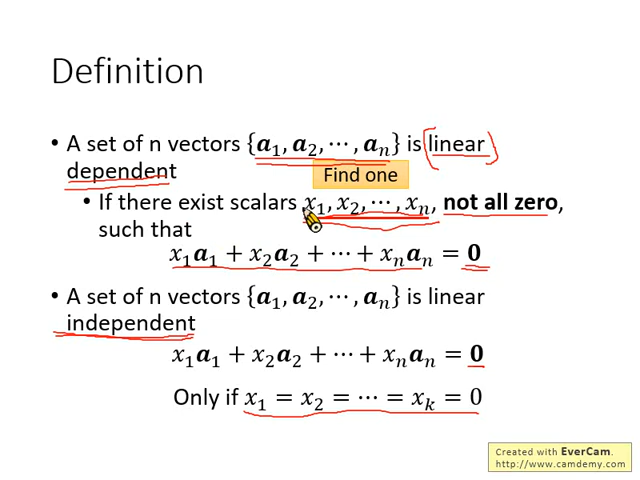 Definition
• A set of n vectors {𝒂₁, 𝒂₂, ⋯, 𝒂ₙ} is linear
dependent
Find one
• If there exist scalars 𝑥₁, 𝑥₂, ⋯, 𝑥ₙ, not all zero,
such that
𝑥₁𝒂₁ + 𝑥₂𝒂₂ + ⋯ + 𝑥ₙ𝒂ₙ = 𝟎
• A set of n vectors {𝒂₁, 𝒂₂, ⋯, 𝒂ₙ} is linear
independent
𝑥₁𝒂₁ + 𝑥₂𝒂₂ + ⋯ + 𝑥ₙ𝒂ₙ = 𝟎
Only if 𝑥₁ = 𝑥₂ = ⋯ = 𝑥ₖ = 0
Created with EverCam.
http://www.camdemy.com